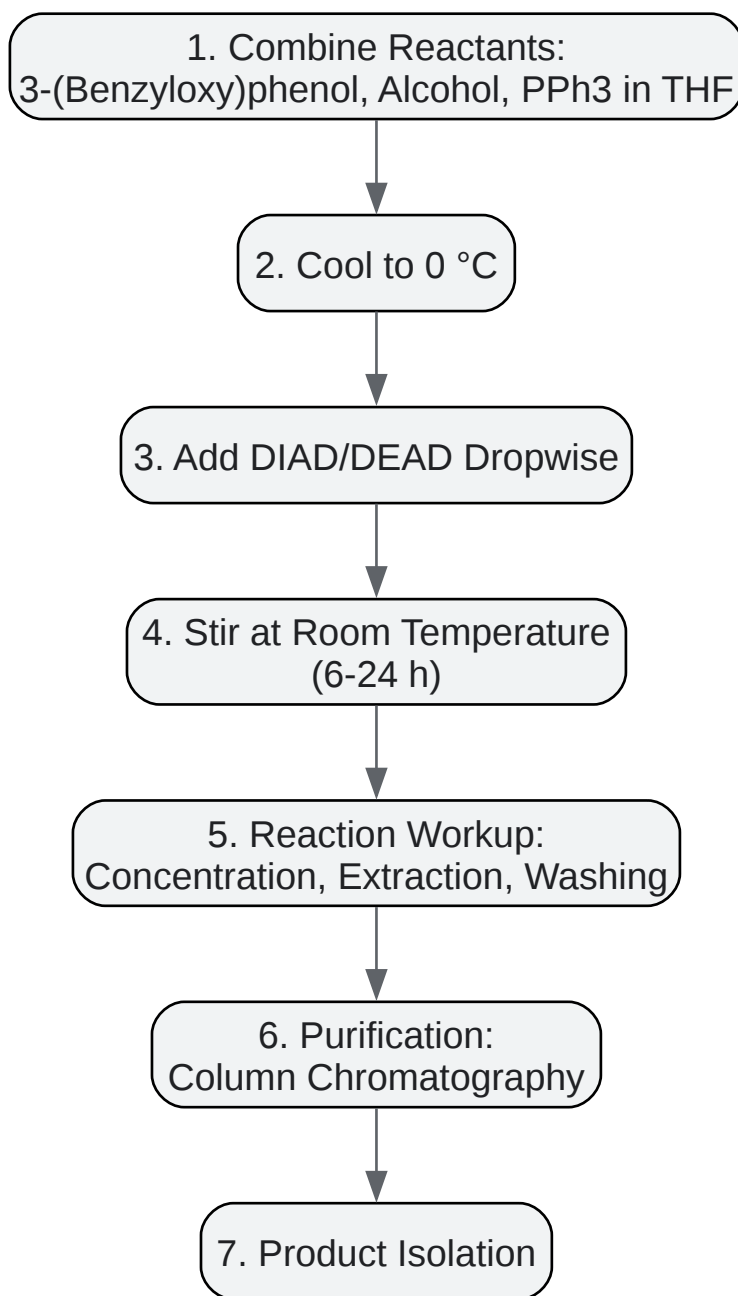 1. Combine Reactants:
3-(Benzyloxy)phenol, Alcohol, PPh3 in THF
2. Cool to 0 °C
3. Add DIAD/DEAD Dropwise
4. Stir at Room Temperature
(6-24 h)
5. Reaction Workup:
Concentration, Extraction, Washing
6. Purification:
Column Chromatography
7. Product Isolation